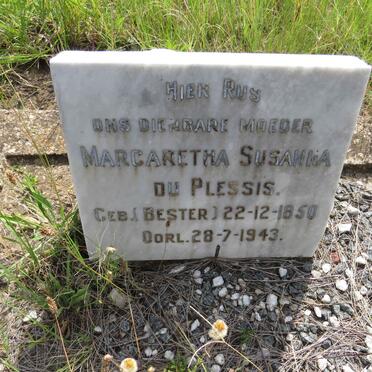 HIER RUS
ONS DIERBARE MOEDER
MARGARETHA SUSANNA
DU PLESSIS.
GEB. (BESTER) 22-12-1850
OORL. 28-7-1943.